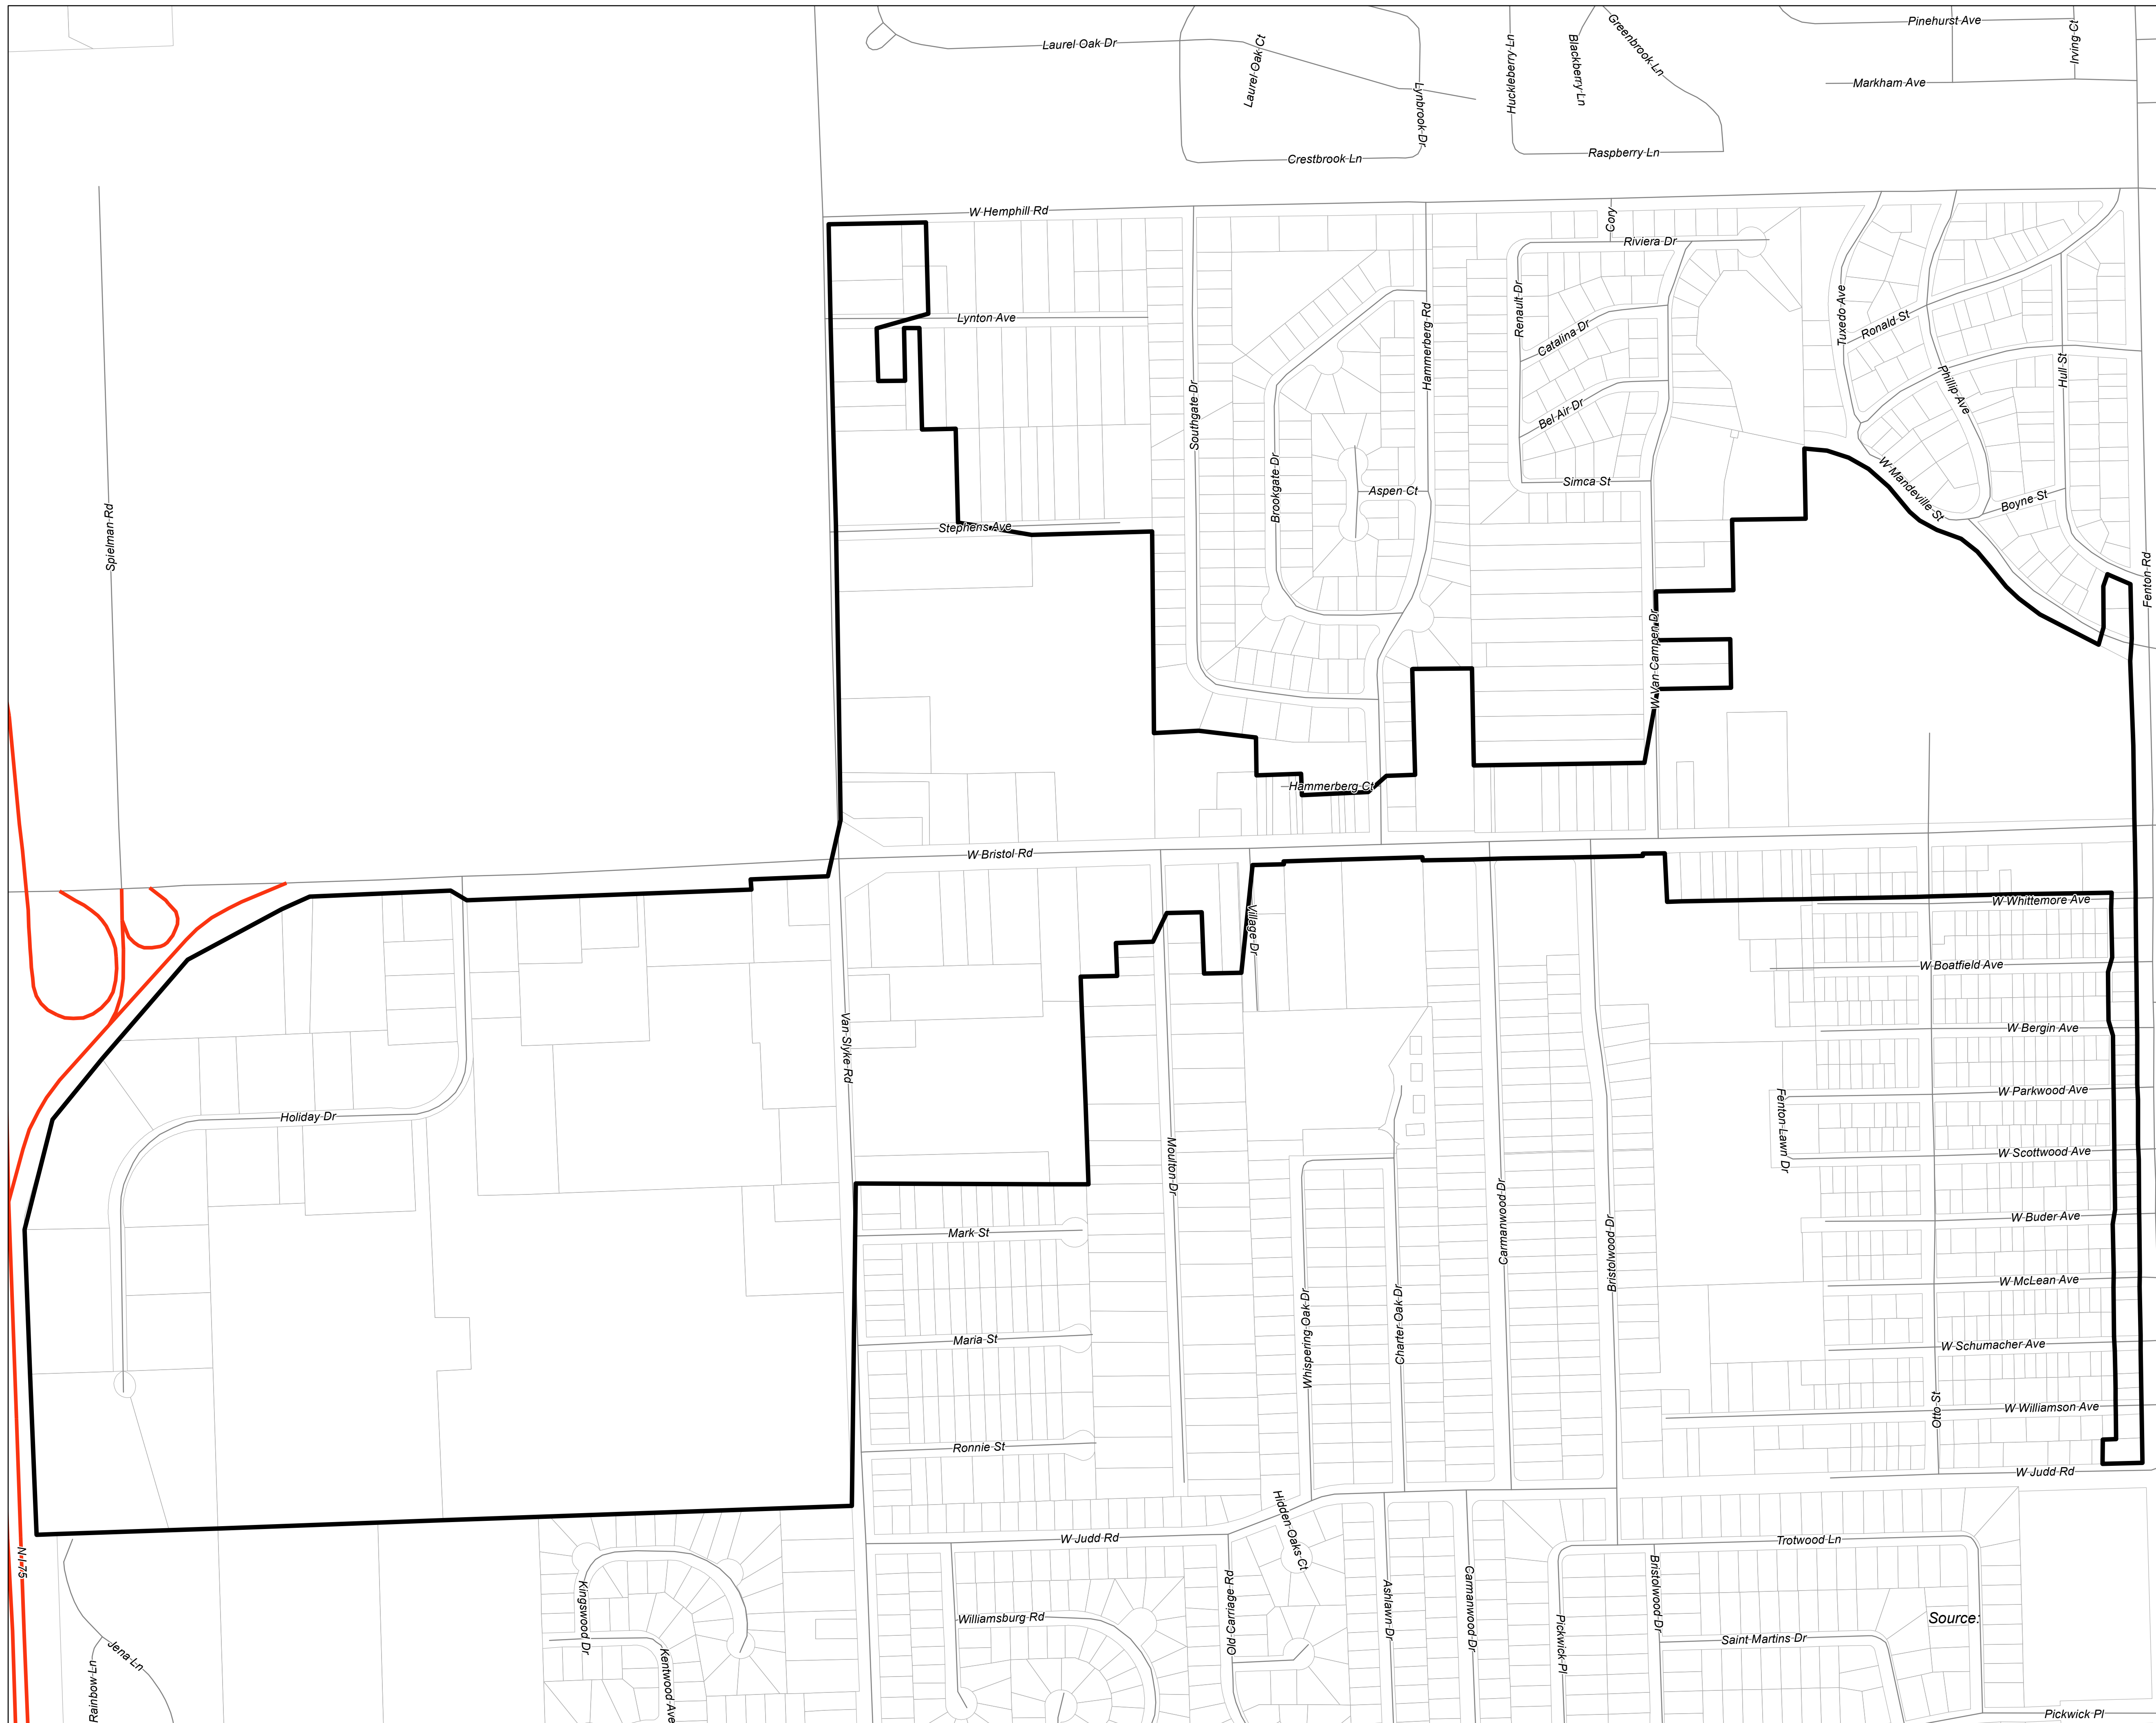 Pinehurst Ave
Irving Ct
Greenbrook Ln
Laurel Oak Dr
Laurel Oak Ct
Huckleberry Ln
Blackberry Ln
Markham Ave
Lynbrook Dr
Crestbrook Ln
Raspberry Ln
W Hemphill Rd
Cory
Riviera Dr
Lynton Ave
Renault Dr
Tuxedo Ave
Ronald St
Catalina Dr
Hammerberg Rd
Hull St
Phillip Ave
Southgate Dr
Bel Air Dr
Brookgate Dr
Aspen Ct
Simca St
W Mandeville St
Boyne St
Stephens Ave
Spielman Rd
Fenton Rd
W Van Campen Dr
Hammerberg Ct
W Bristol Rd
W Whittemore Ave
Village Dr
W Boatfield Ave
W Bergin Ave
Van Slyke Rd
W Parkwood Ave
Holiday Dr
Fenton Lawn Dr
W Scottwood Ave
Moulton Dr
W Buder Ave
Carmanwood Dr
Mark St
Bristolwood Dr
W McLean Ave
Maria St
Whispering Oak Dr
Charter Oak Dr
W Schumacher Ave
Otto St
W Williamson Ave
Ronnie St
W Judd Rd
Hidden Oaks Ct
W Judd Rd
Trotwood Ln
N I 75
Kingswood Dr
Williamsburg Rd
Old Carriage Rd
Ashlawn Dr
Carmanwood Dr
Pickwick Pl
Bristolwood Dr
Source:
Saint Martins Dr
Jena Ln
Rainbow Ln
Kentwood Ave
Pickwick Pl